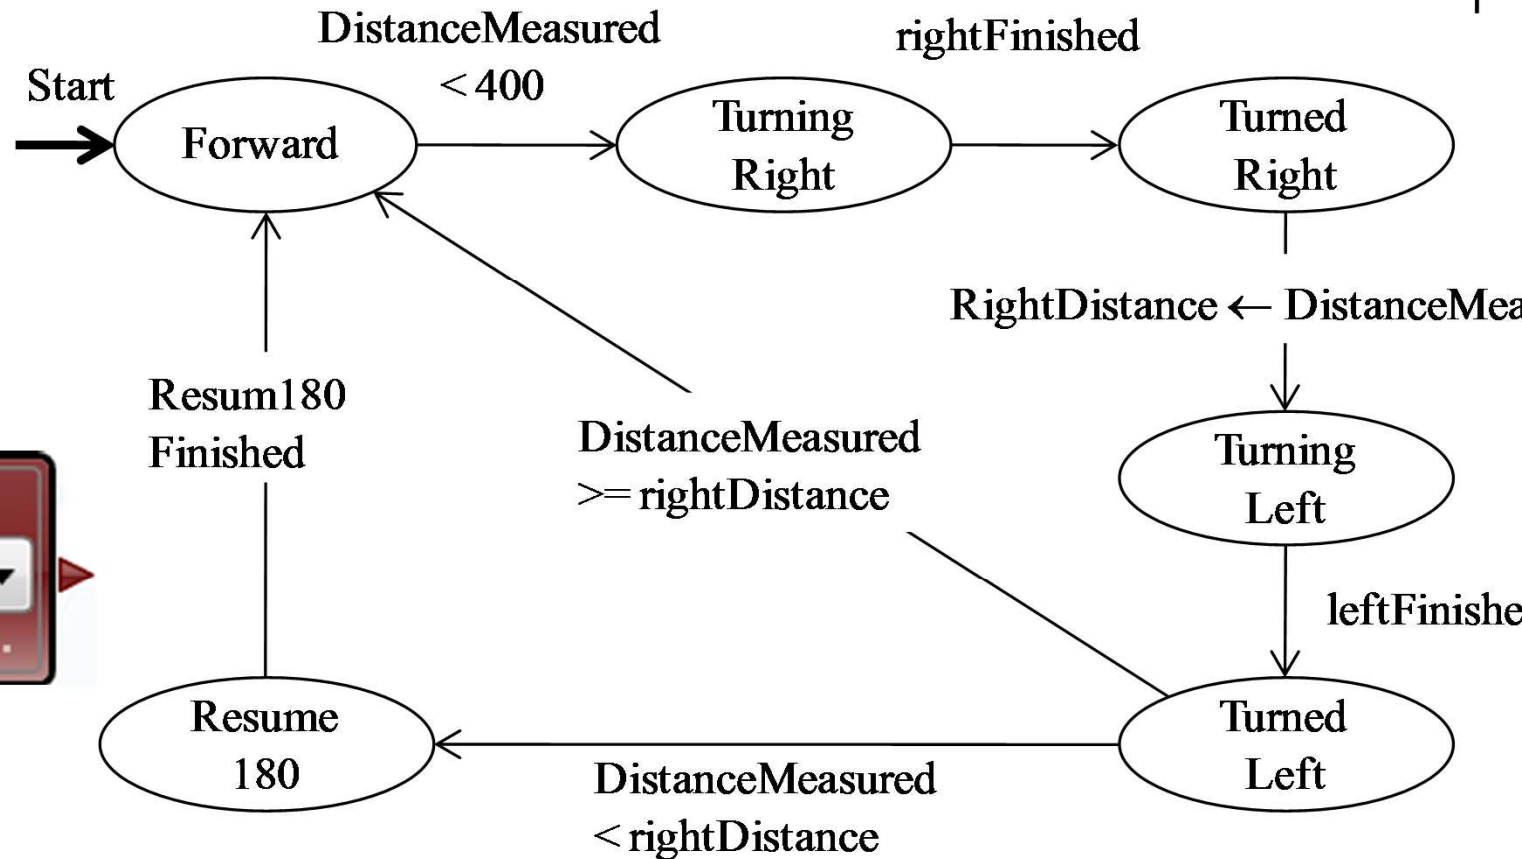 DistanceMeasured
< 400
rightFinished
Start
Forward
Turning
Right
Turned
Right
RightDistance ← DistanceMea
Resum180
Finished
DistanceMeasured
>= rightDistance
Turning
Left
leftFinishe
Resume
180
Turned
Left
DistanceMeasured
< rightDistance